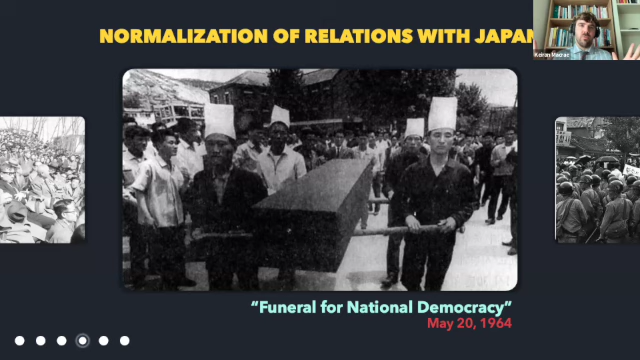 NORMALIZATION OF RELATIONS WITH JAPAN
“Funeral for National Democracy”
May 20, 1964